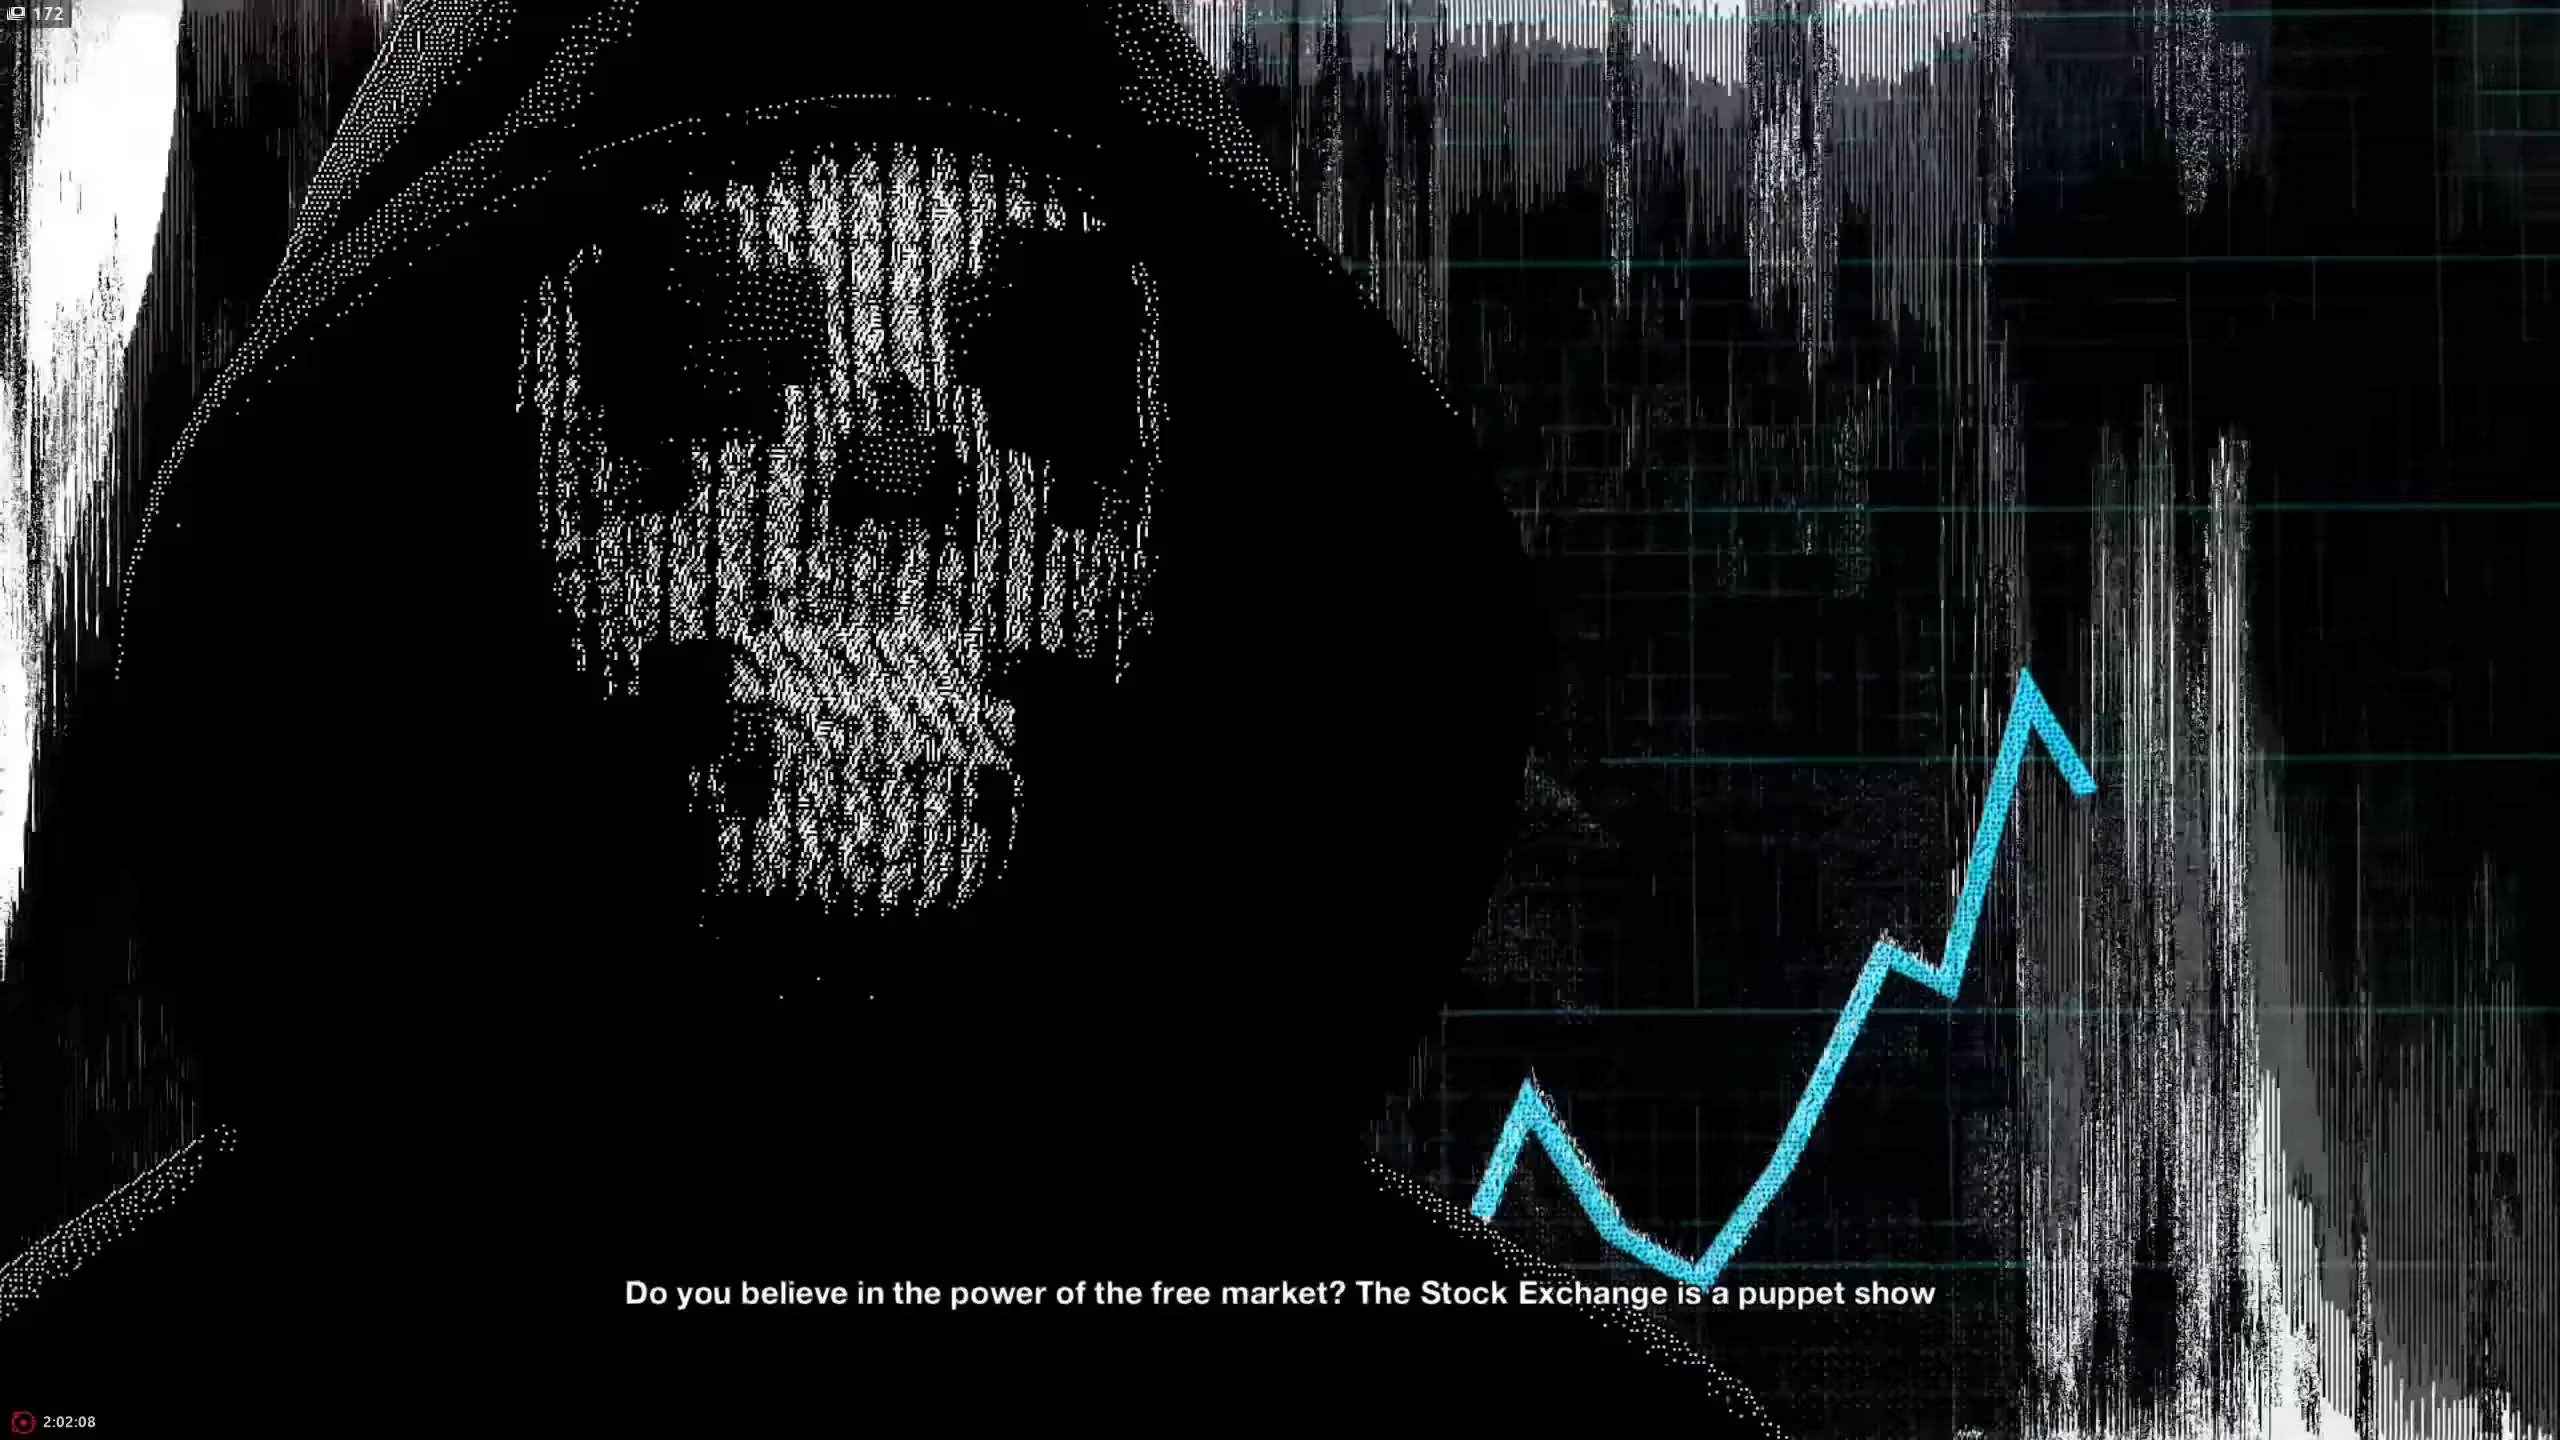 172
Do you believe in the power of the free market? The Stock Exchange is a puppet show
2:02:08